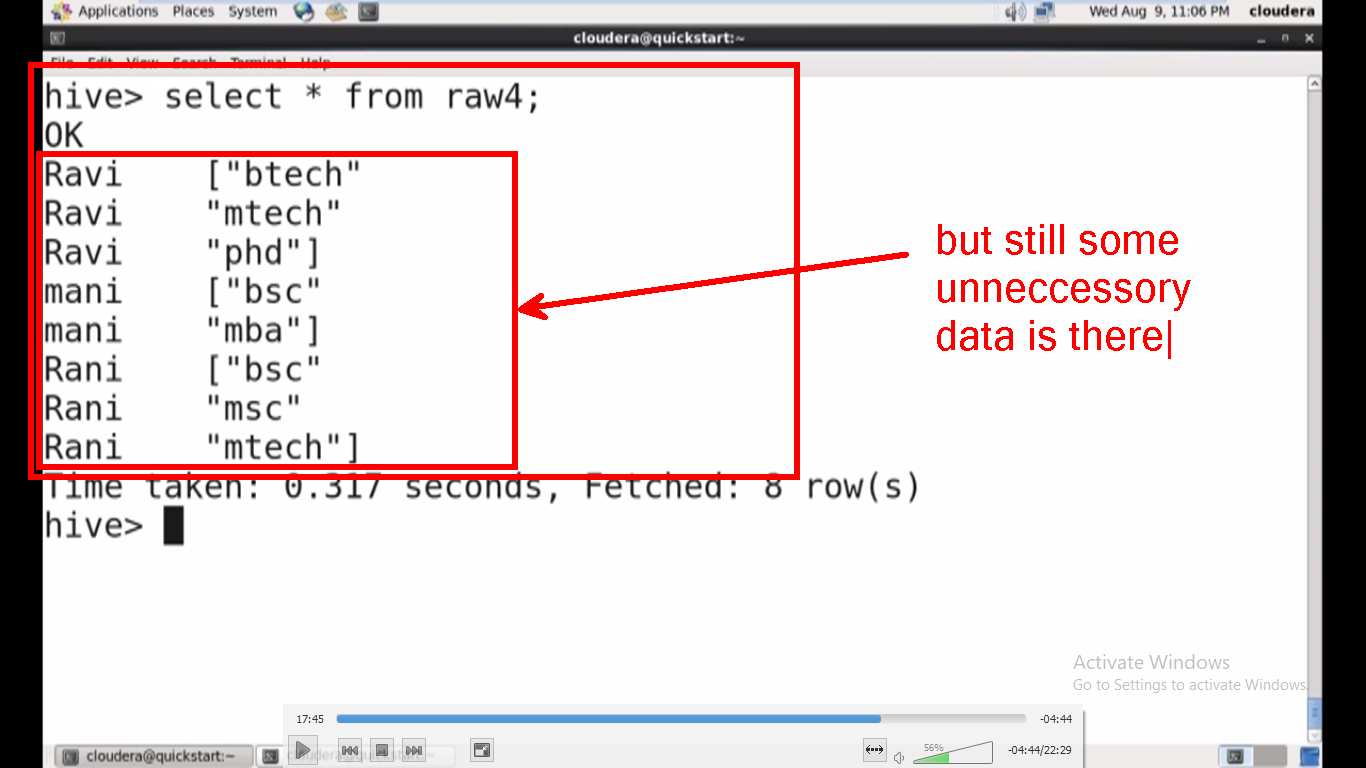 Applications Places System
Wed Aug 9, 11:06 PM cloudera
cloudera@quickstart:~
File Edit View Search Terminal Help
hive> select * from raw4;
OK
Ravi ["btech"
Ravi "mtech"
Ravi "phd"]
mani ["bsc"
mani "mba"]
Rani ["bsc"
Rani "msc"
Rani "mtech"]
Time taken: 0.317 seconds, Fetched: 8 row(s)
hive>
but still some
unneccessory
data is there
Activate Windows
Go to Settings to activate Windows.
17:45
-04:44
56%
-04:44/22:29
cloudera@quickstart:~
cloudera@quickstart:~